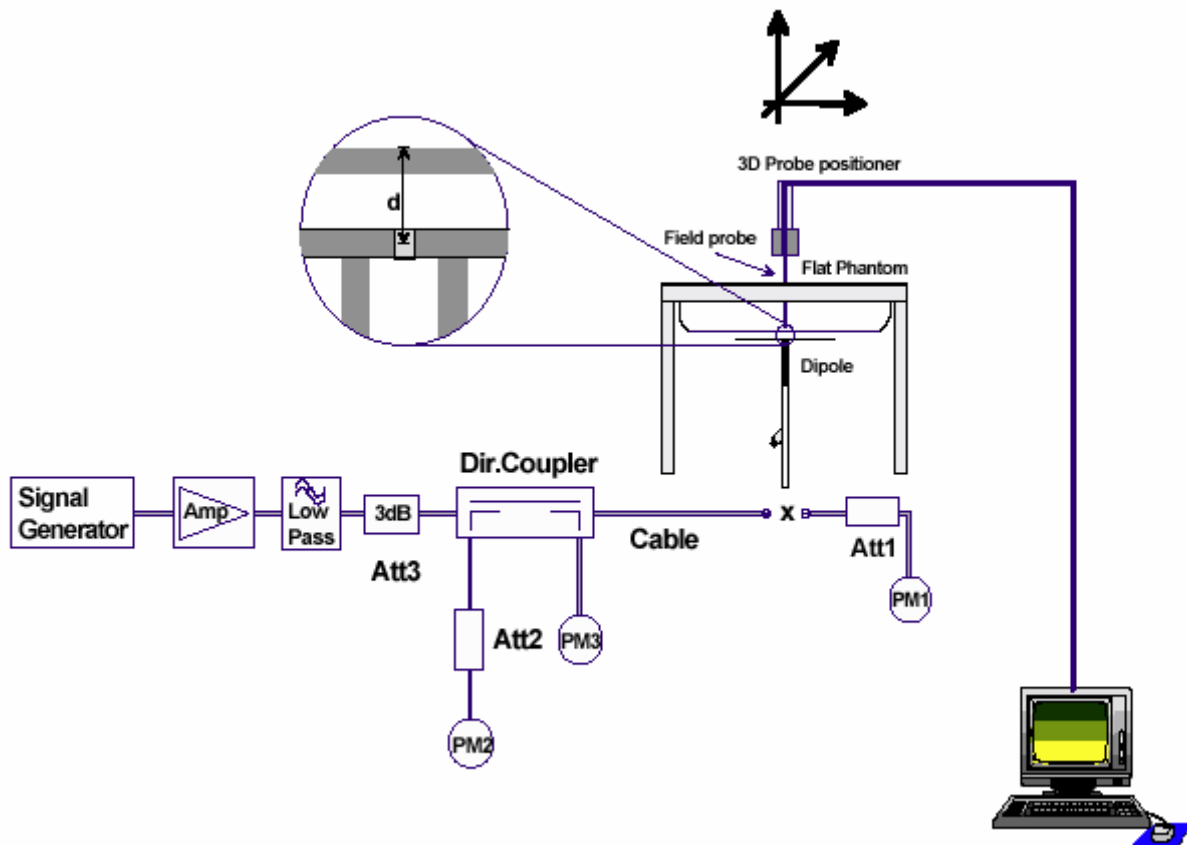 3D Probe positioner
d
Field probe
Flat Phantom
Dipole
Dir.Coupler
Signal
Generator
Amp
Low
Pass
3dB
Cable
x
Att1
Att3
PM1
Att2
PM3
PM2